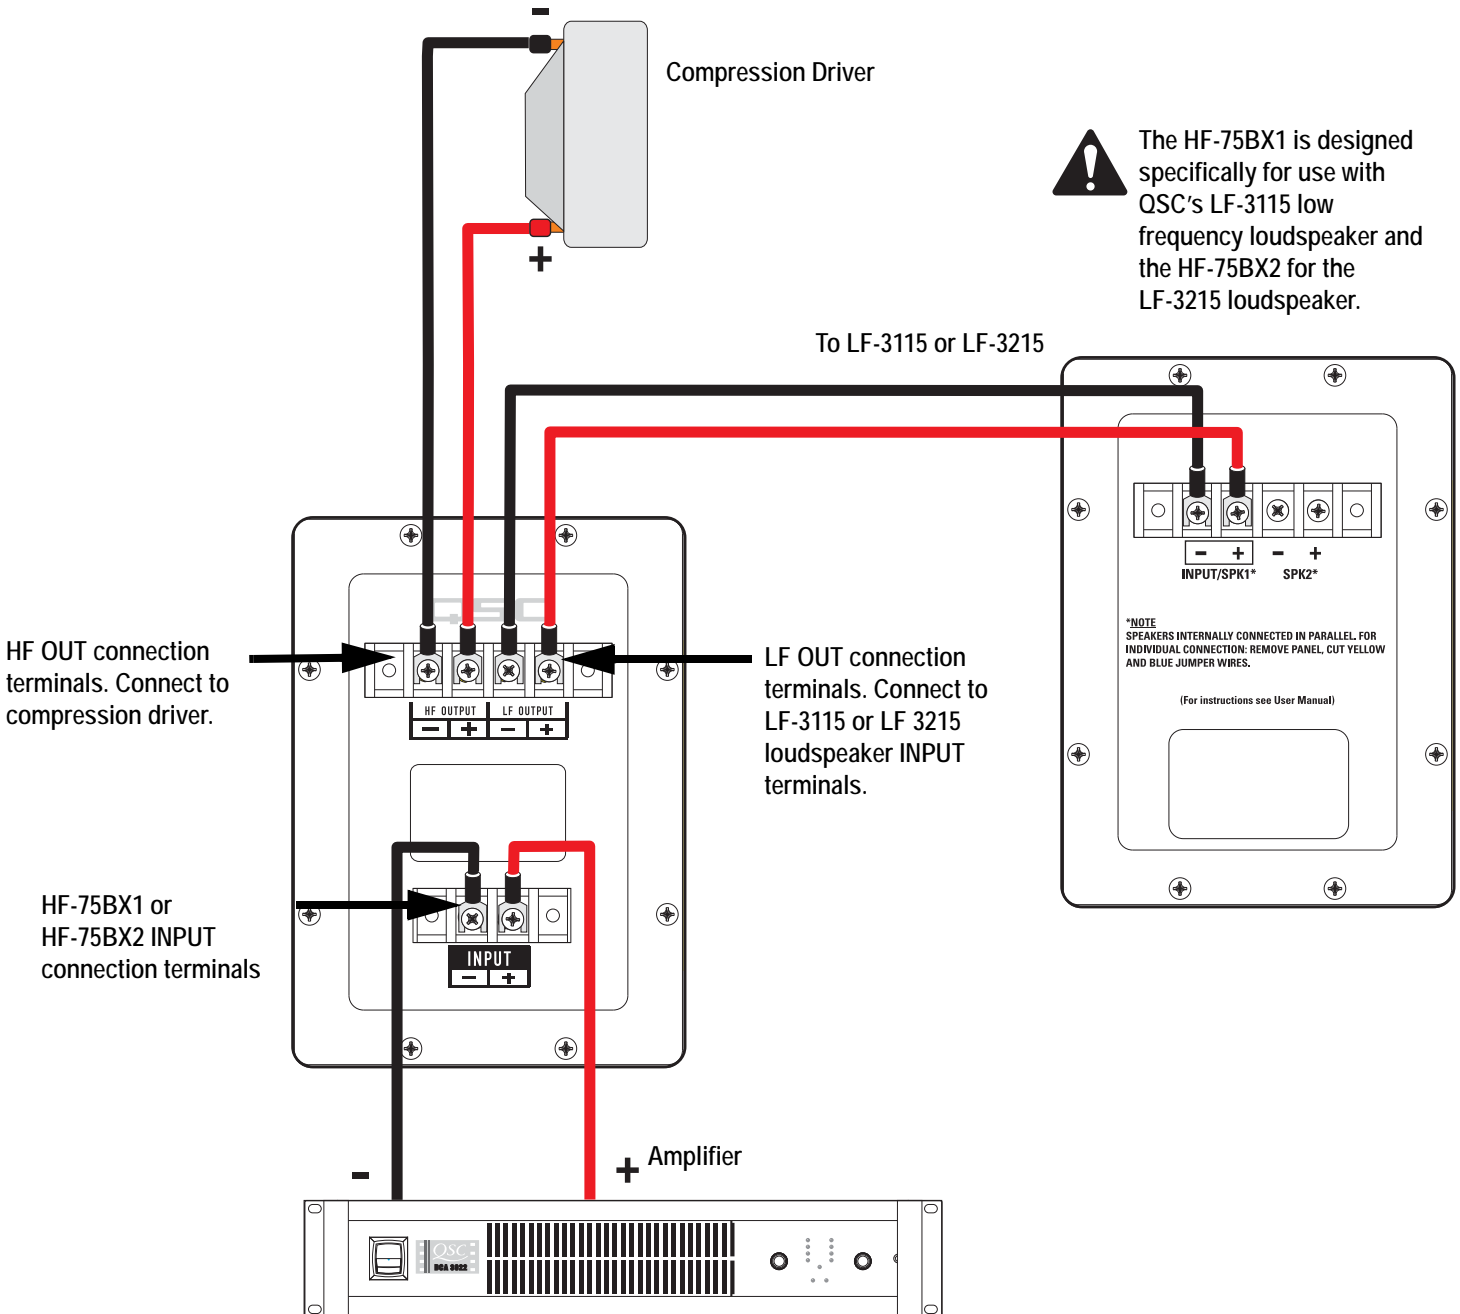 -
Compression Driver
+
The HF-75BX1 is designed
specifically for use with
QSC's LF-3115 low
frequency loudspeaker and
the HF-75BX2 for the
LF-3215 loudspeaker.
To LF-3115 or LF-3215
- + - +
INPUT/SPK1* SPK2*
*NOTE
SPEAKERS INTERNALLY CONNECTED IN PARALLEL. FOR
INDIVIDUAL CONNECTION: REMOVE PANEL, CUT YELLOW
AND BLUE JUMPER WIRES.
(For instructions see User Manual)
QSC
HF OUT connection
terminals. Connect to
compression driver.
HF OUTPUT LF OUTPUT
- + - +
LF OUT connection
terminals. Connect to
LF-3115 or LF 3215
loudspeaker INPUT
terminals.
HF-75BX1 or
HF-75BX2 INPUT
connection terminals
INPUT
- +
- +
Amplifier
QSC
DCA 3022